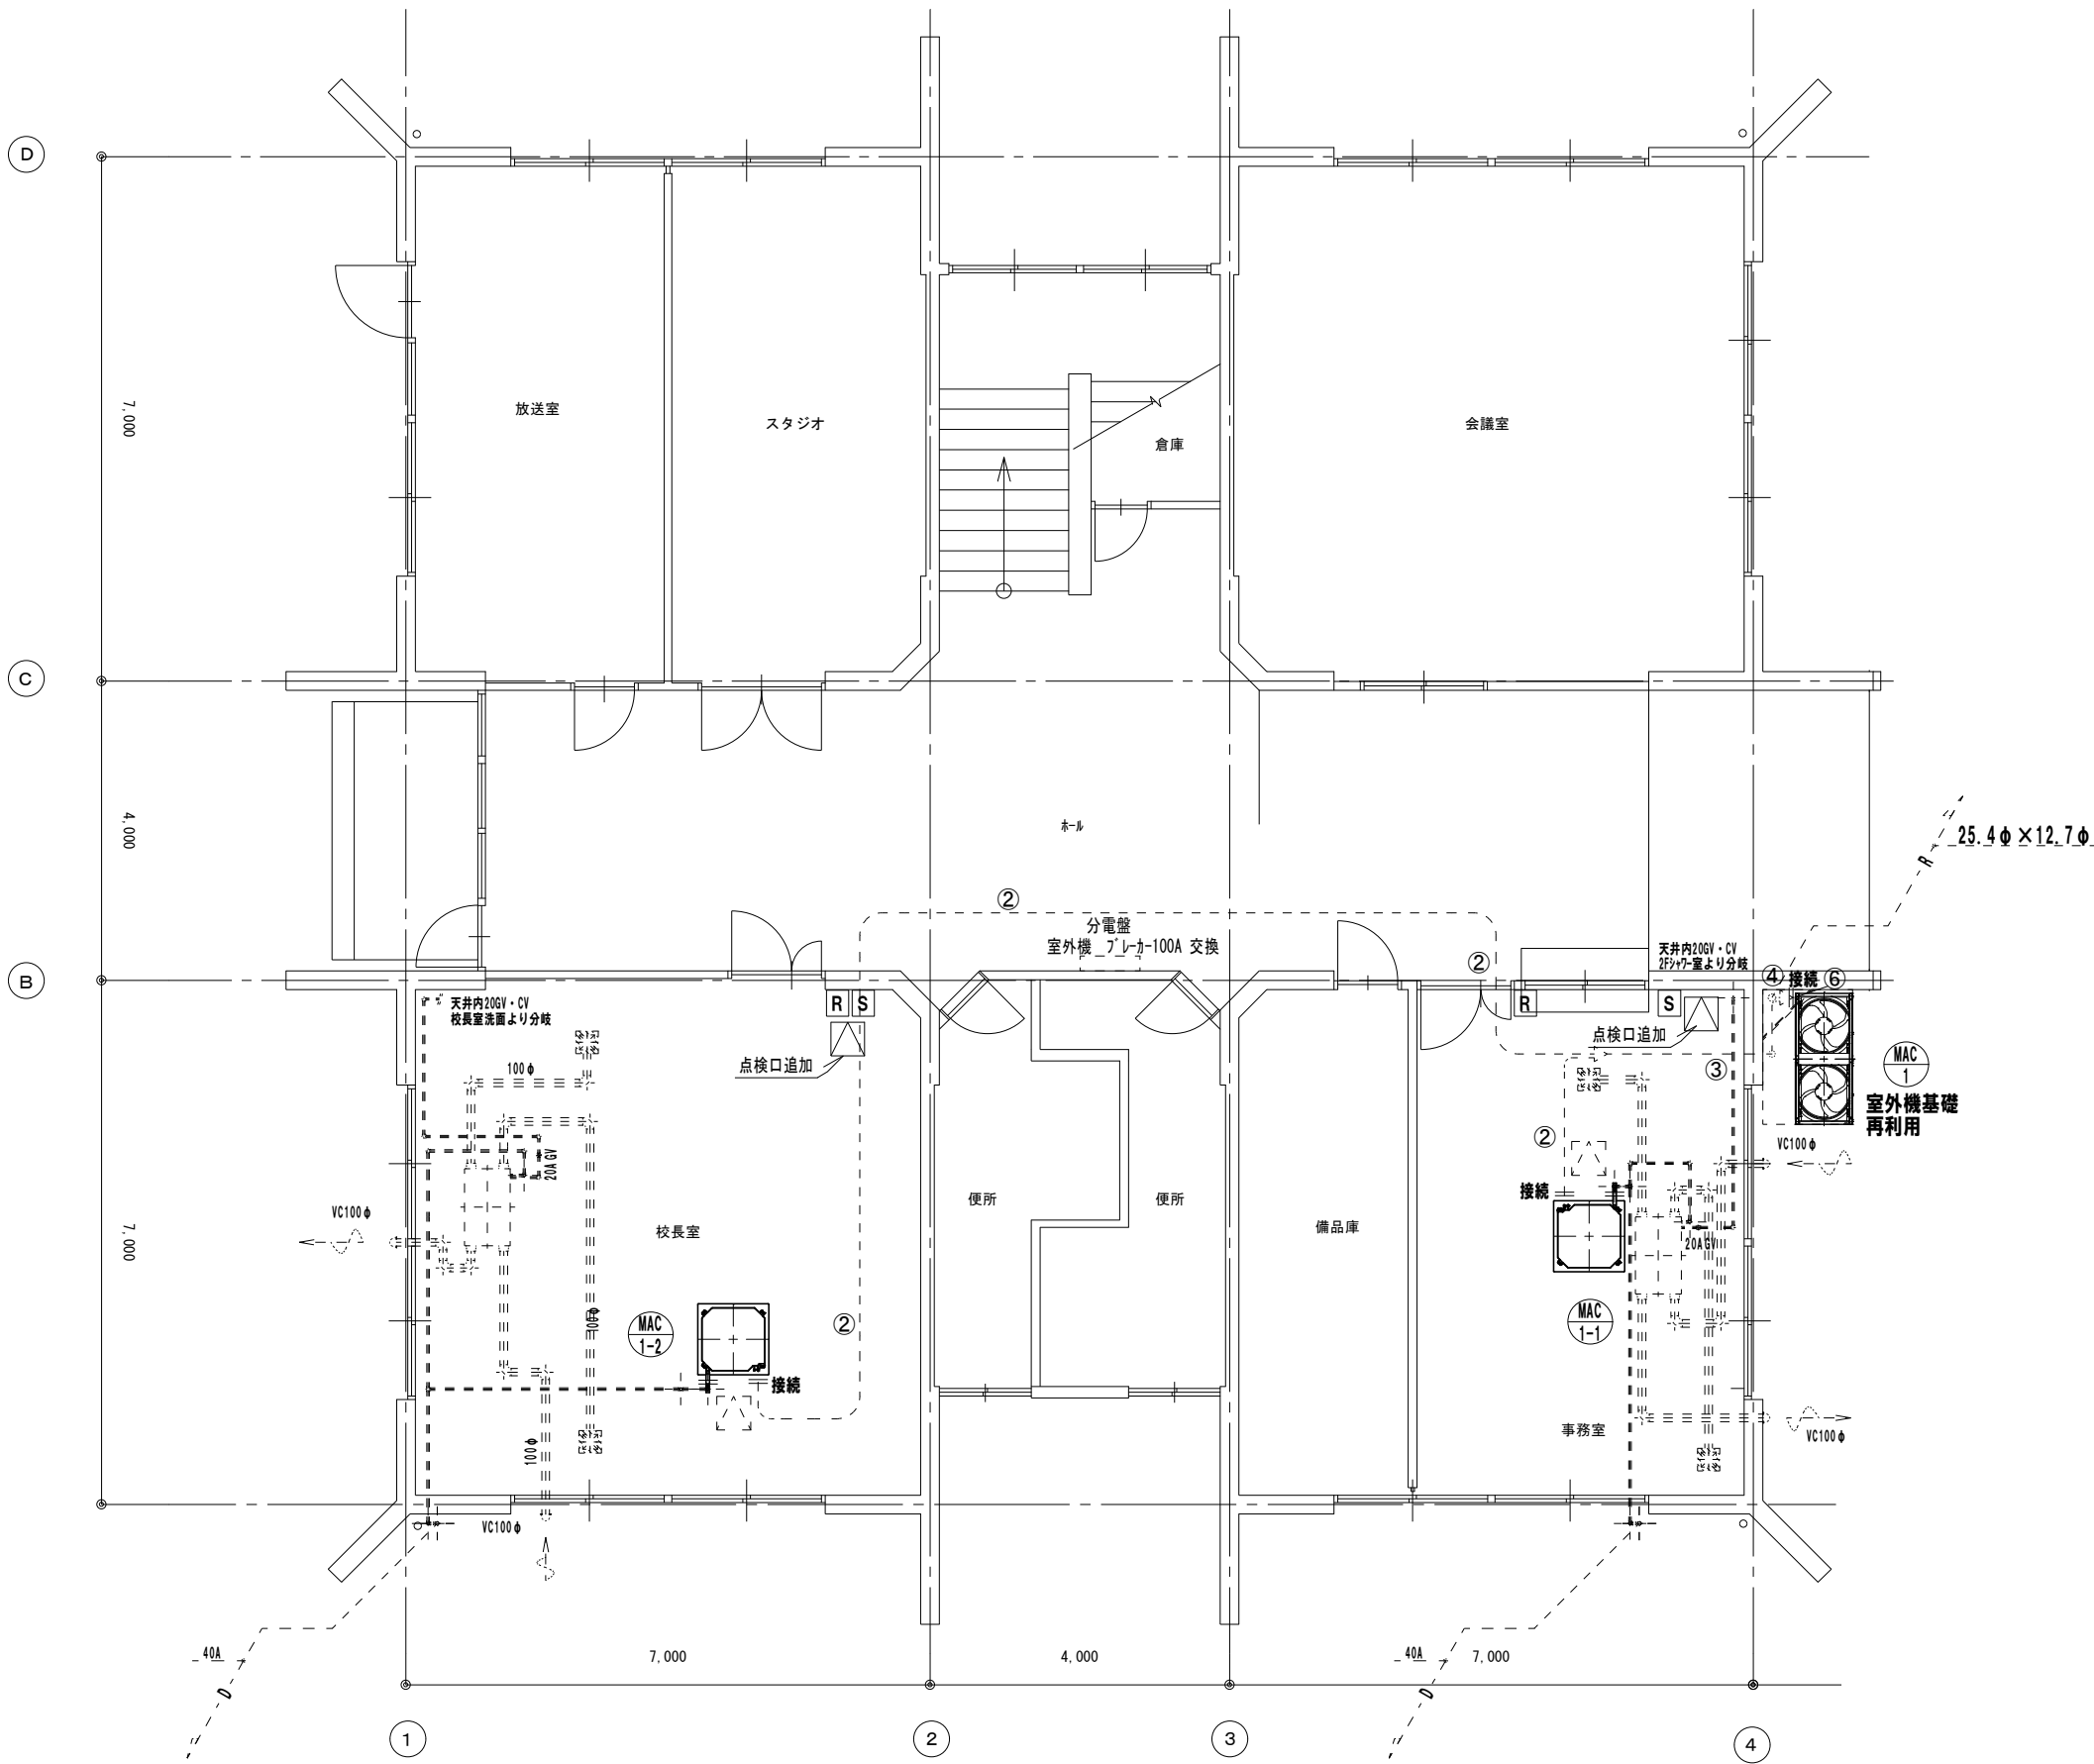 D
7,000
放送室
スタジオ
倉庫
会議室
C
4,000
ホール
25.4φ×12.7φ
R
②
分電盤
室外機 ブレーカー100A 交換
②
天井内20GV・CV
2Fシャワー室より分岐
④
接続
⑥
B
天井内20GV・CV
校長室洗面より分岐
R
S
R
S
点検口追加
点検口追加
100φ
③
MAC
1
室外機基礎
再利用
②
VC100φ
20A GV
接続
VC100φ
校長室
便所
便所
備品庫
20A GV
7,000
100φ
MAC
1-2
②
MAC
1-1
接続
100φ
事務室
VC100φ
VC100φ
40A
D
7,000
4,000
40A
D
7,000
1
2
3
4